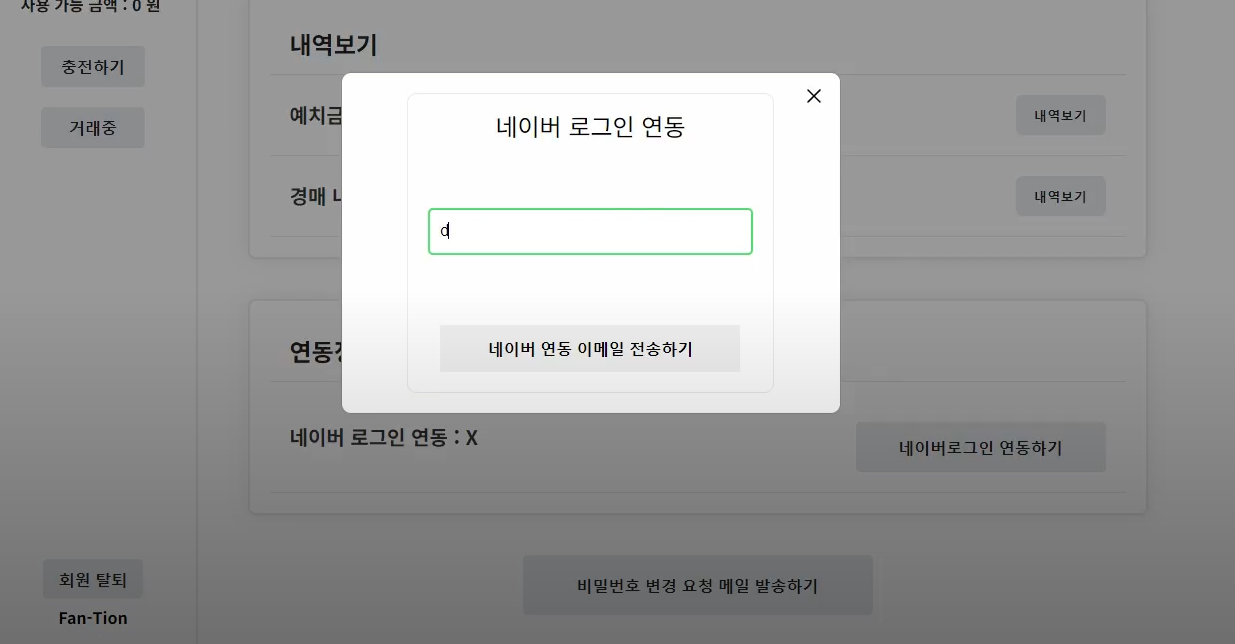 사용 가능 금액 : 0 원
충전하기
거래중
회원 탈퇴
Fan-Tion
내역보기
예치금
내역보기
경매
내역보기
네이버 로그인 연동
d
네이버 연동 이메일 전송하기
연동
네이버 로그인 연동 : X
네이버로그인 연동하기
비밀번호 변경 요청 메일 발송하기